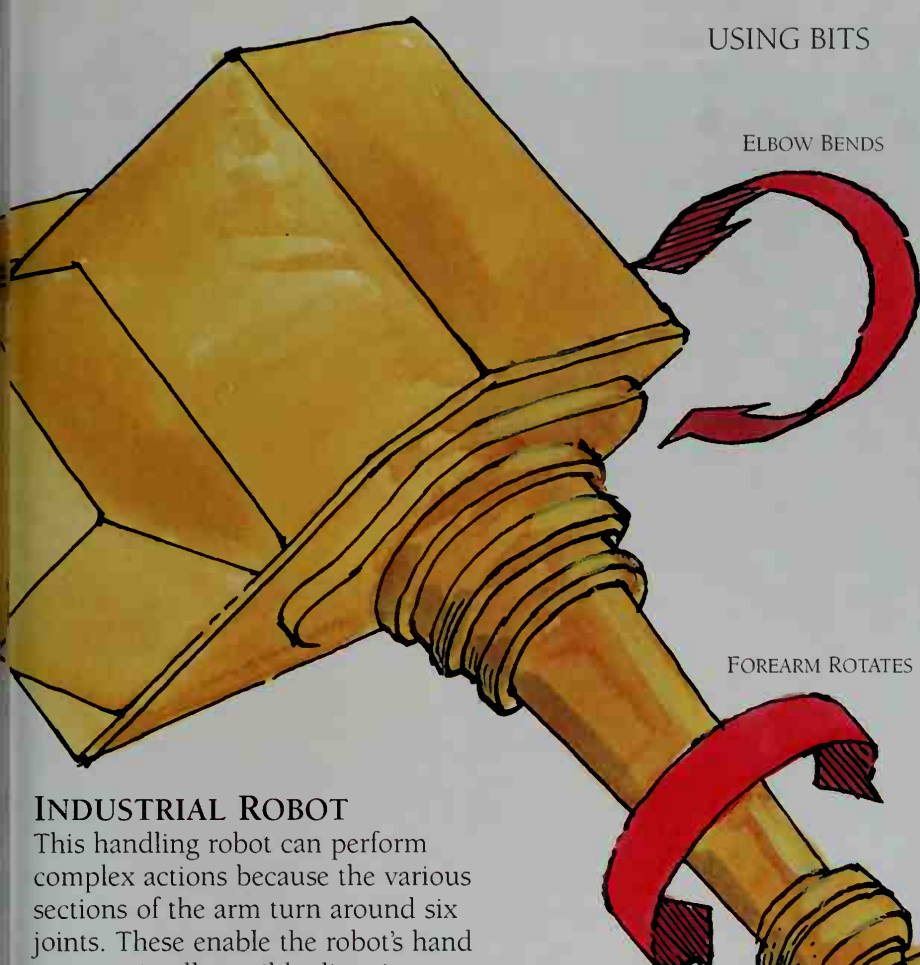 USING BITS
ELBOW BENDS
FOREARM ROTATES
INDUSTRIAL ROBOT
This handling robot can perform
complex actions because the various
sections of the arm turn around six
joints. These enable the robot's hand